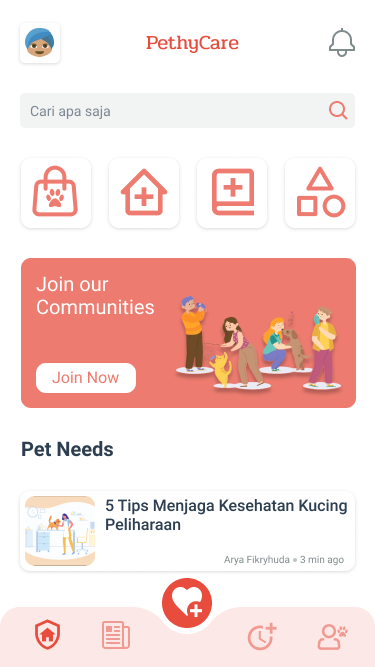 PethyCare
Cari apa saja
Join our
Communities
Join Now
Pet Needs
5 Tips Menjaga Kesehatan Kucing
Peliharaan
Arya Fikryhuda • 3 min ago